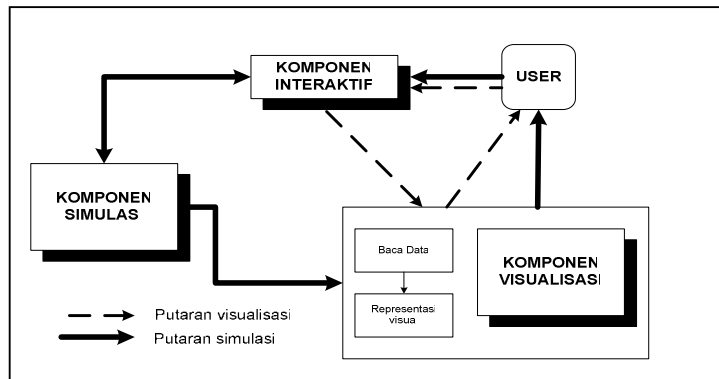 KOMPONEN
INTERAKTIF
USER
KOMPONEN
SIMULAS
Baca Data
Representasi
visua
KOMPONEN
VISUALISASI
Putaran visualisasi
Putaran simulasi